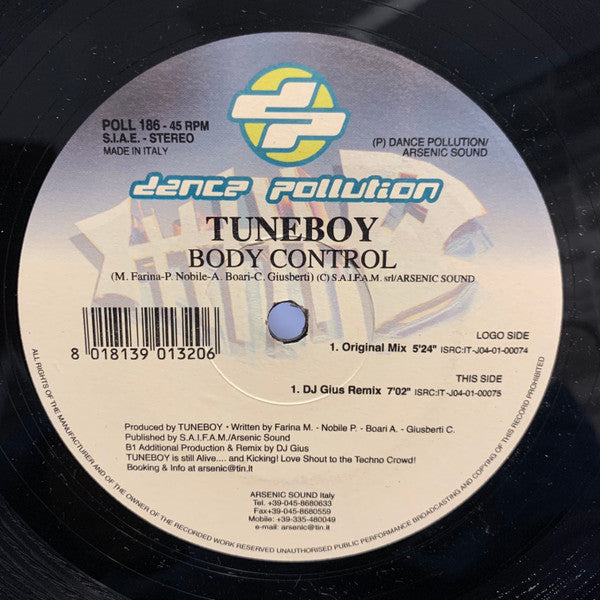 dp
POLL 186 - 45 RPM
S.I.A.E. - STEREO
MADE IN ITALY
(P) DANCE POLLUTION/
ARSENIC SOUND
dance pollution
TUNEBOY
BODY CONTROL
(M. Farina-P. Nobile-A. Boari-C. Giusberti) (C) S.A.I.F.A.M. srl/ARSENIC SOUND
8 018139 013206
LOGO SIDE
1. Original Mix 5'24" ISRC:IT-J04-01-00074
THIS SIDE
1. DJ Gius Remix 7'02" ISRC:IT-J04-01-00075
Produced by TUNEBOY • Written by Farina M. - Nobile P. - Boari A. - Giusberti C.
Published by S.A.I.F.A.M./Arsenic Sound
B1 Additional Production & Remix by DJ Gius
TUNEBOY is still Alive.... and Kicking! Love Shout to the Techno Crowd!
Booking & Info at arsenic@tin.it
ARSENIC SOUND Italy
Tel. +39-045-8680633
Fax+39-045-8680559
Mobile: +39-335-480049
e-mail: arsenic@tin.it
ALL RIGHTS OF THE MANUFACTURER AND OF THE OWNER OF THE RECORDED WORK RESERVED UNAUTHORISED PUBLIC PERFORMANCE BROADCASTING AND COPYING OF THIS RECORD PROHIBITED